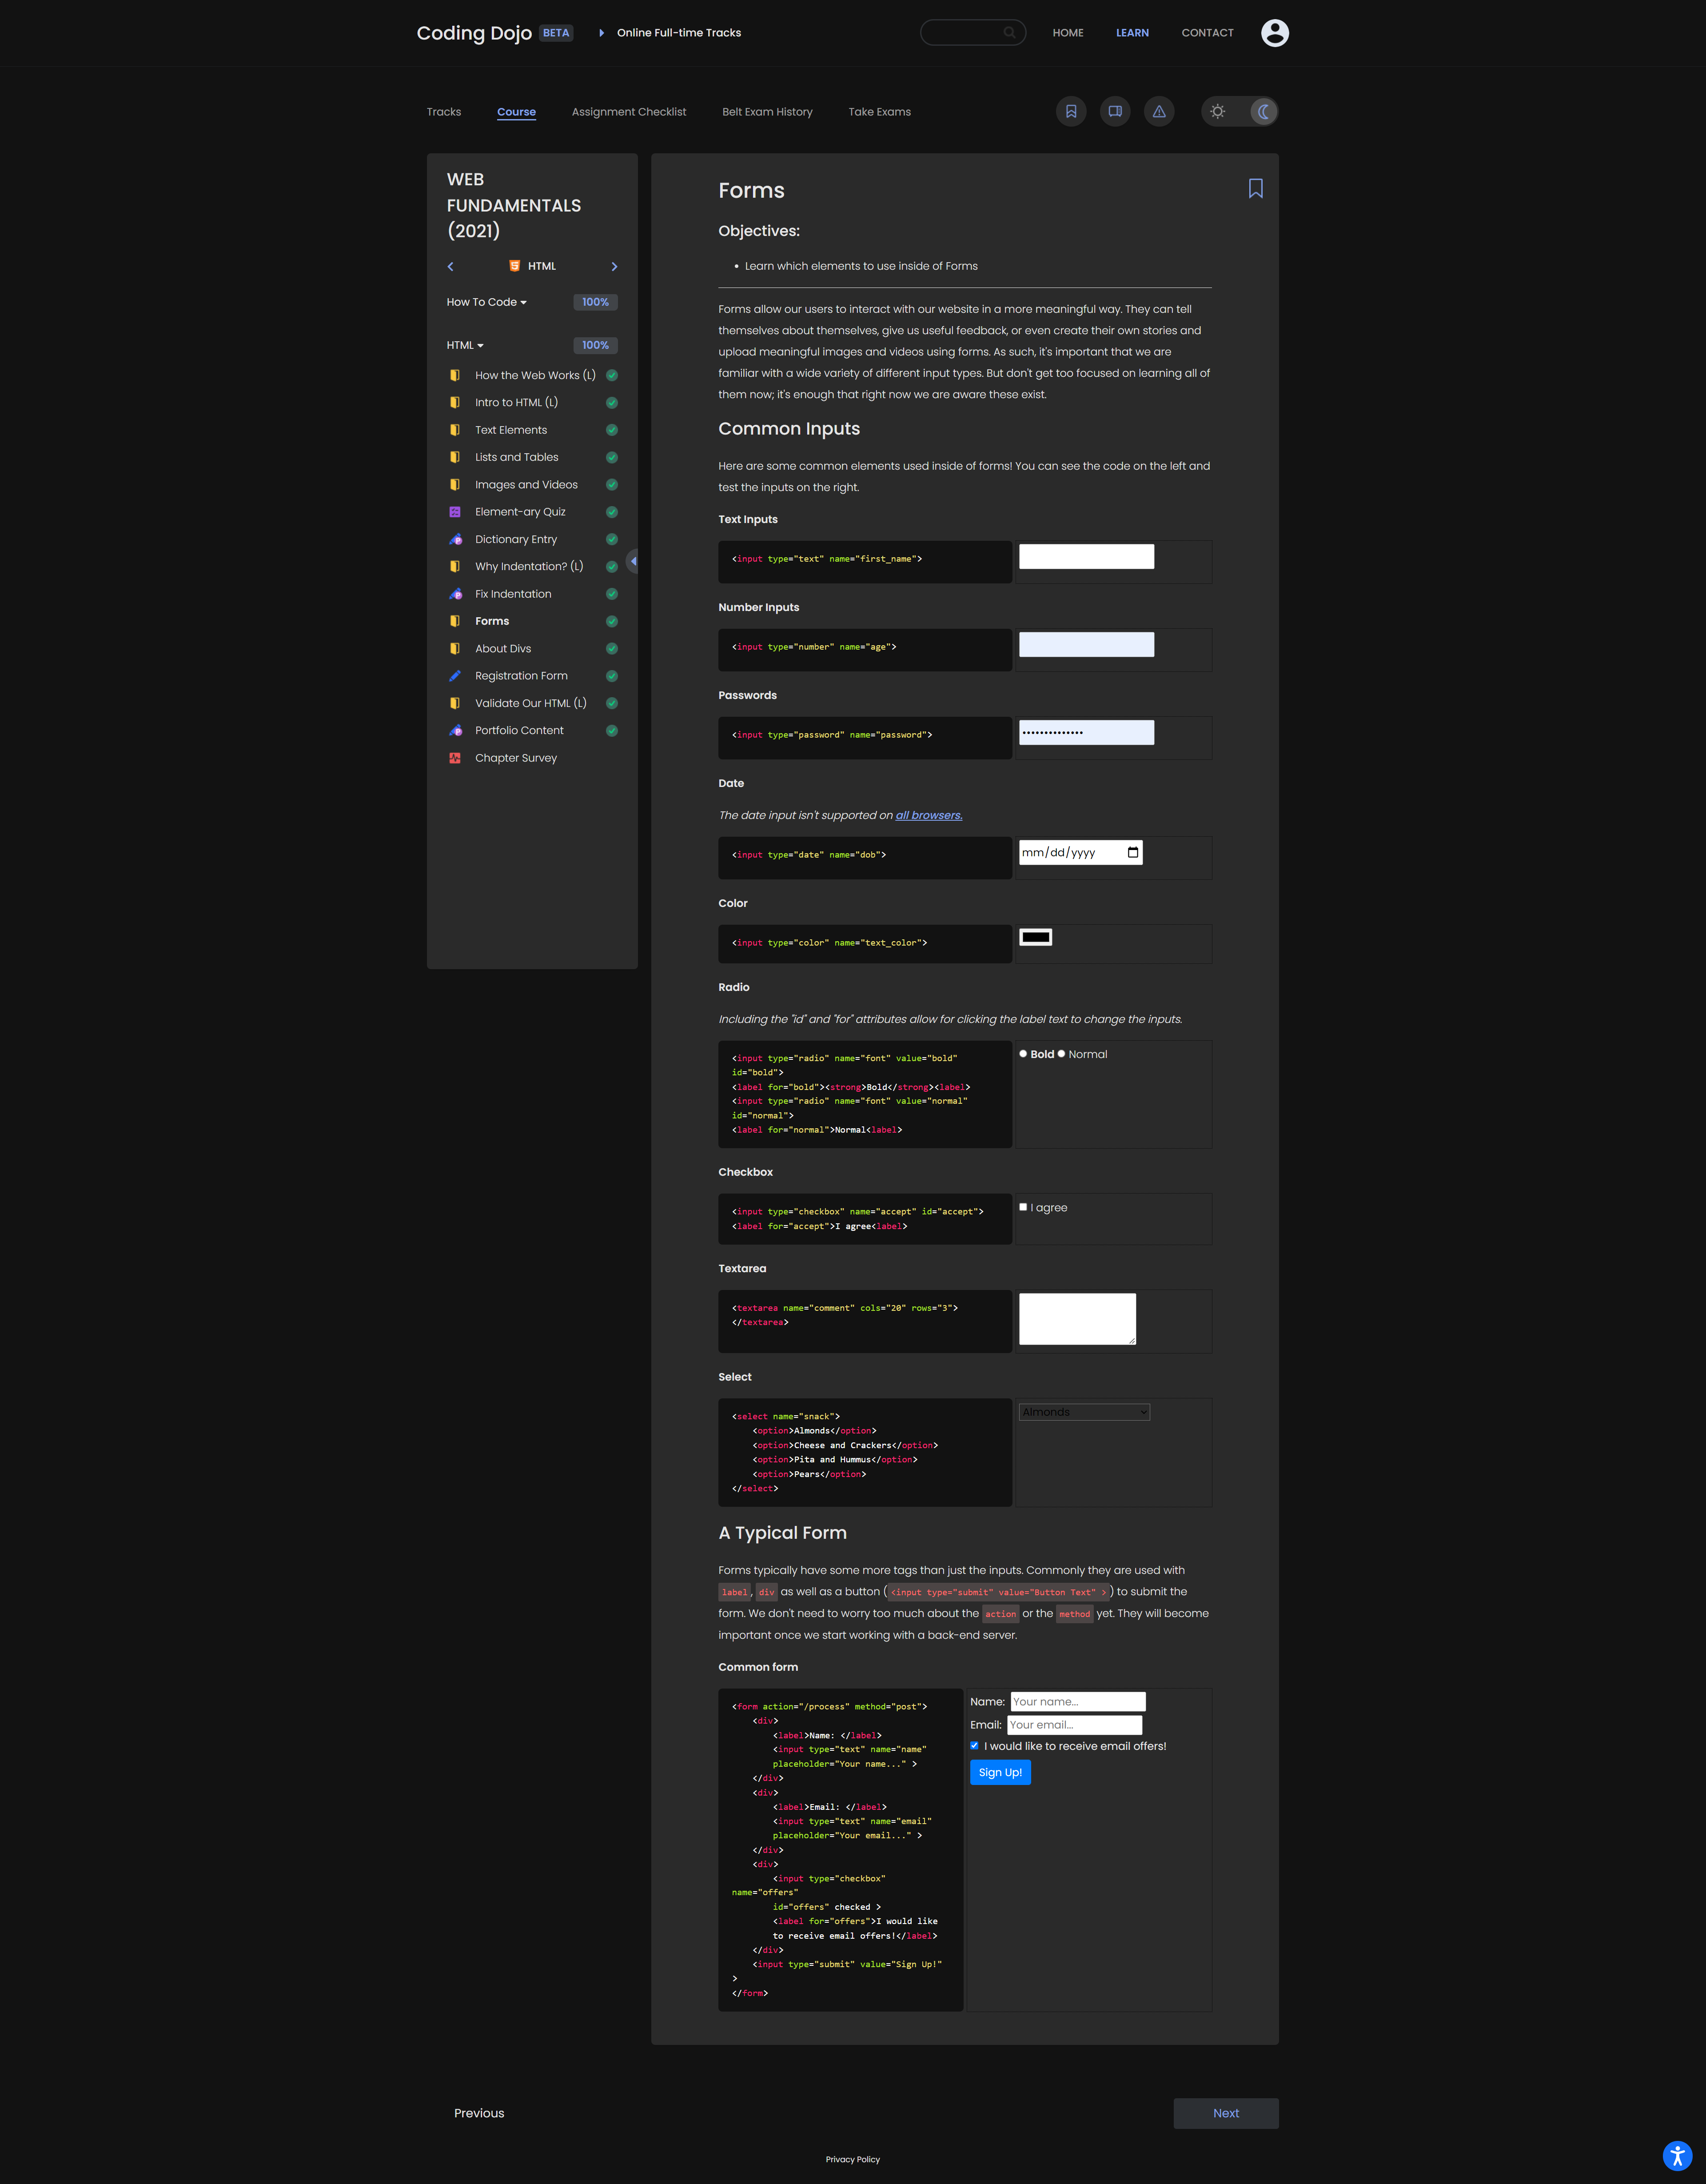 Coding Dojo BETA Online Full-time Tracks HOME LEARN CONTACT
Tracks Course Assignment Checklist Belt Exam History Take Exams
WEB
FUNDAMENTALS
(2021)
HTML
How To Code 100%
HTML 100%
How the Web Works (L)
Intro to HTML (L)
Text Elements
Lists and Tables
Images and Videos
Element-ary Quiz
Dictionary Entry
Why Indentation? (L)
Fix Indentation
Forms
About Divs
Registration Form
Validate Our HTML (L)
Portfolio Content
Chapter Survey
Forms
Objectives:
• Learn which elements to use inside of Forms
Forms allow our users to interact with our website in a more meaningful way. They can tell
themselves about themselves, give us useful feedback, or even create their own stories and
upload meaningful images and videos using forms. As such, it's important that we are
familiar with a wide variety of different input types. But don't get too focused on learning all of
them now; it's enough that right now we are aware these exist.
Common Inputs
Here are some common elements used inside of forms! You can see the code on the left and
test the inputs on the right.
Text Inputs
<input type="text" name="first_name">
Number Inputs
<input type="number" name="age">
Passwords
<input type="password" name="password">
••••••••••••••
Date
The date input isn't supported on all browsers.
<input type="date" name="dob">
mm/dd/yyyy
Color
<input type="color" name="text_color">
Radio
Including the "id" and "for" attributes allow for clicking the label text to change the inputs.
<input type="radio" name="font" value="bold"
id="bold">
<label for="bold"><strong>Bold</strong><label>
<input type="radio" name="font" value="normal"
id="normal">
<label for="normal">Normal<label>
Bold Normal
Checkbox
<input type="checkbox" name="accept" id="accept">
<label for="accept">I agree<label>
I agree
Textarea
<textarea name="comment" cols="20" rows="3">
</textarea>
Select
<select name="snack">
<option>Almonds</option>
<option>Cheese and Crackers</option>
<option>Pita and Hummus</option>
<option>Pears</option>
</select>
Almonds
A Typical Form
Forms typically have some more tags than just the inputs. Commonly they are used with
label, div as well as a button (<input type="submit" value="Button Text" >) to submit the
form. We don't need to worry too much about the action or the method yet. They will become
important once we start working with a back-end server.
Common form
<form action="/process" method="post">
<div>
<label>Name: </label>
<input type="text" name="name"
placeholder="Your name..." >
</div>
<div>
<label>Email: </label>
<input type="text" name="email"
placeholder="Your email..." >
</div>
<div>
<input type="checkbox"
name="offers"
id="offers" checked >
<label for="offers">I would like
to receive email offers!</label>
</div>
<input type="submit" value="Sign Up!"
>
</form>
Name: Your name...
Email: Your email...
I would like to receive email offers!
Sign Up!
Previous Next
Privacy Policy